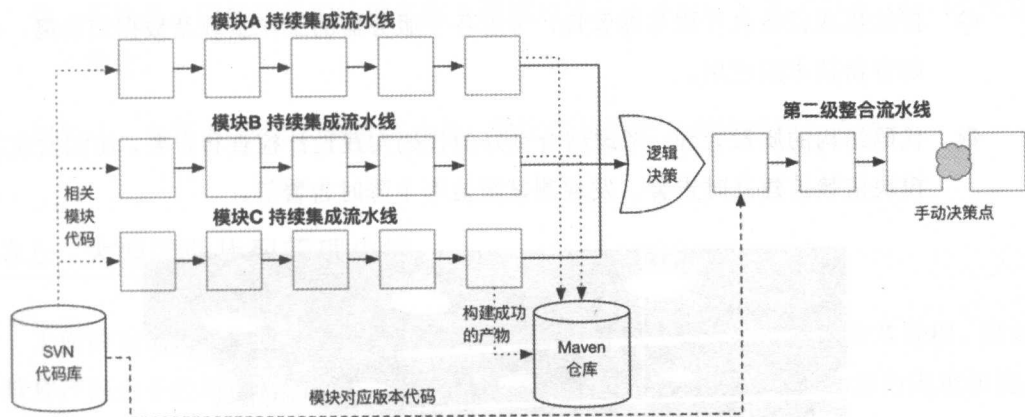 模块A 持续集成流水线
模块B 持续集成流水线
模块C 持续集成流水线
相关
模块
代码
逻辑
决策
第二级整合流水线
手动决策点
构建成功
的产物
SVN
代码库
Maven
仓库
模块对应版本代码